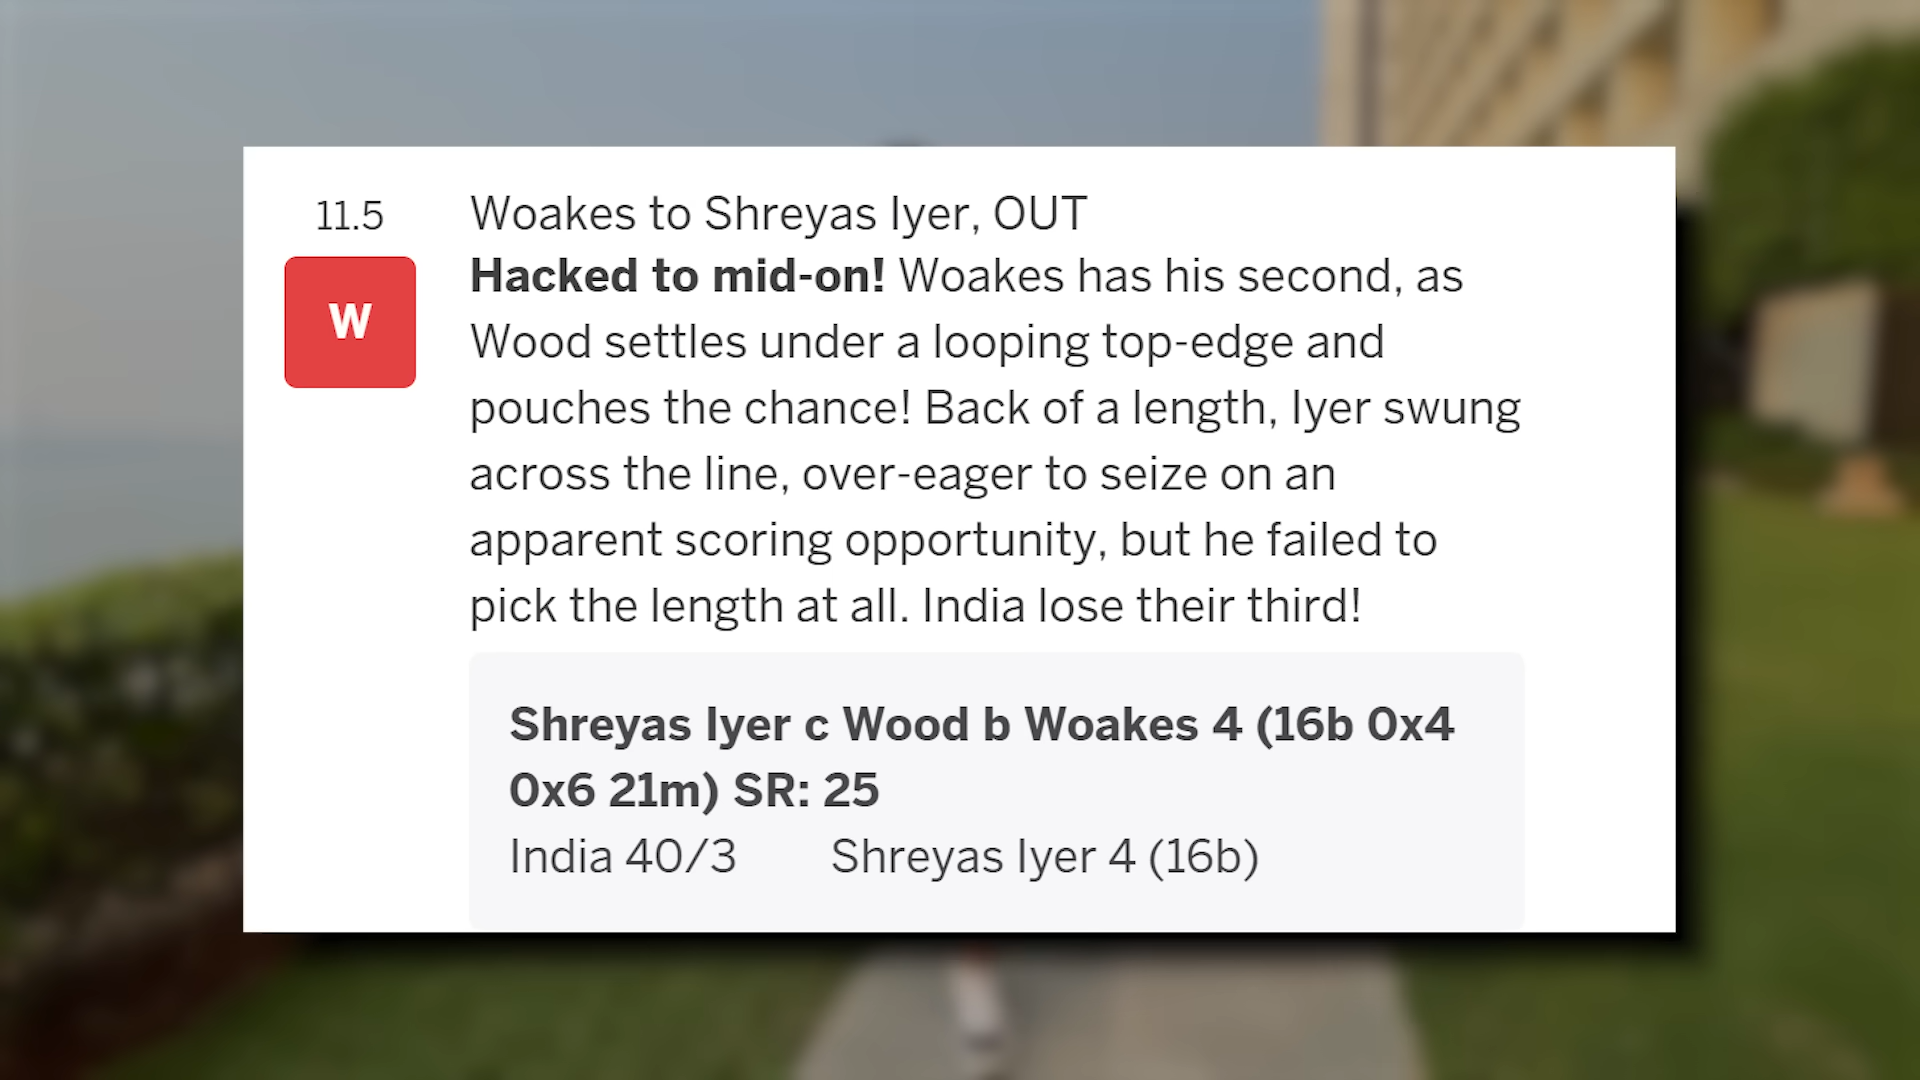 11.5
W
Woakes to Shreyas Iyer, OUT
Hacked to mid-on! Woakes has his second, as
Wood settles under a looping top-edge and
pouches the chance! Back of a length, Iyer swung
across the line, over-eager to seize on an
apparent scoring opportunity, but he failed to
pick the length at all. India lose their third!
Shreyas Iyer c Wood b Woakes 4 (16b 0x4
0x6 21m) SR: 25
India 40/3 Shreyas Iyer 4 (16b)